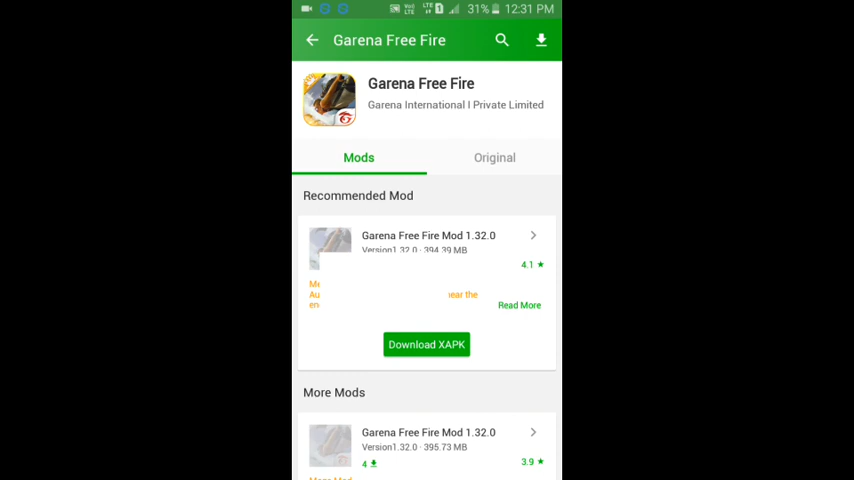 31% 12:31 PM
Garena Free Fire
Garena Free Fire
Garena International I Private Limited
Mods
Original
Recommended Mod
Garena Free Fire Mod 1.32.0
Version1.32.0 · 394.39 MB
4.1 ★
near the
Read More
Download XAPK
More Mods
Garena Free Fire Mod 1.32.0
Version1.32.0 · 395.73 MB
4
3.9 ★